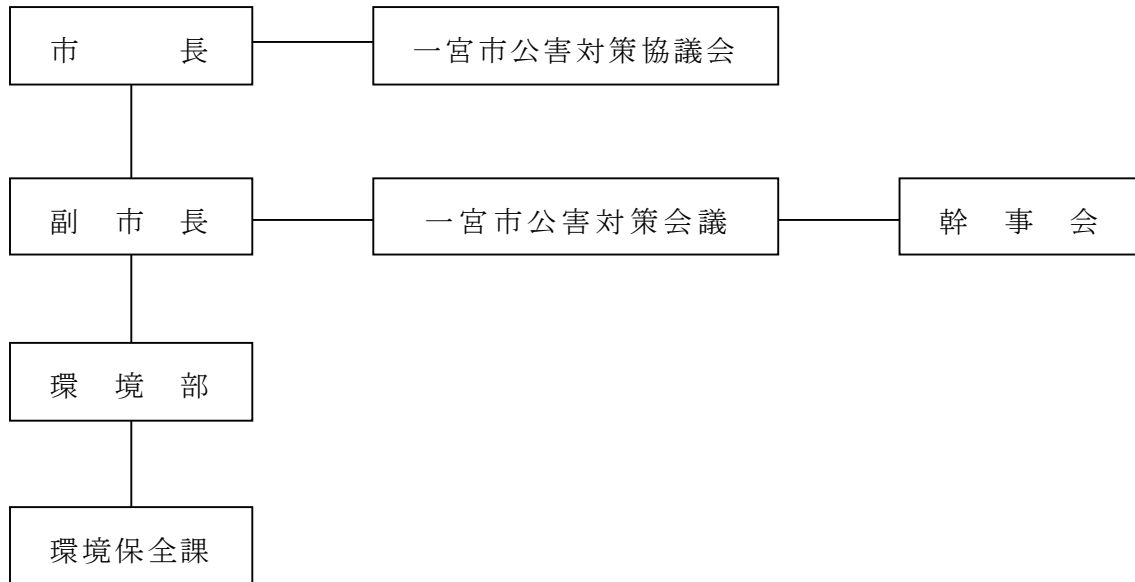 市長
一宮市公害対策協議会
副市長
一宮市公害対策会議
幹事会
環境部
環境保全課